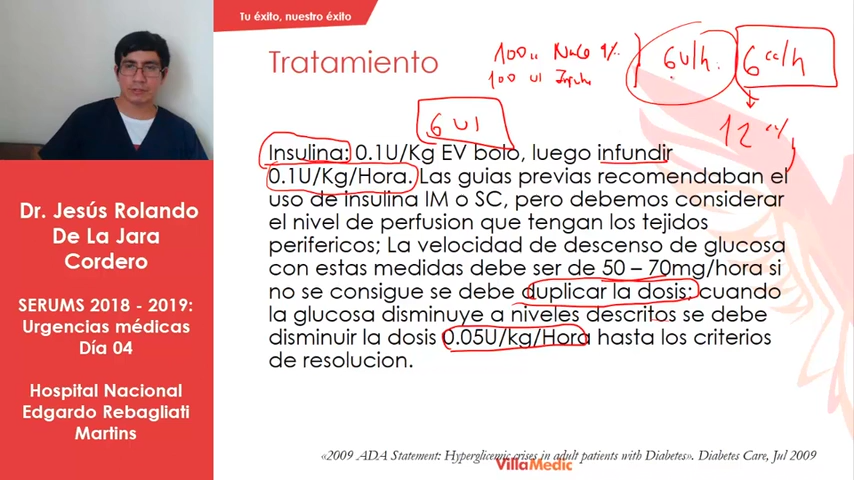 Tu éxito, nuestro éxito
Tratamiento
100 cc NaCl 9‰
100 UI
6U/h
6 cc/h
12 cc/
6 UI
Insulina: 0.1U/Kg EV bolo, luego infundir
0.1U/Kg/Hora. Las guias previas recomendaban el
uso de insulina IM o SC, pero debemos considerar
el nivel de perfusion que tengan los tejidos
perifericos; La velocidad de descenso de glucosa
con estas medidas debe ser de 50 – 70mg/hora si
no se consigue se debe duplicar la dosis; cuando
la glucosa disminuye a niveles descritos se debe
disminuir la dosis 0.05U/kg/Hora hasta los criterios
de resolucion.
Dr. Jesús Rolando
De La Jara
Cordero
SERUMS 2018 - 2019:
Urgencias médicas
Día 04
Hospital Nacional
Edgardo Rebagliati
Martins
«2009 ADA Statement: Hyperglicemic crises in adult patients with Diabetes». Diabetes Care, Jul 2009
VillaMedic